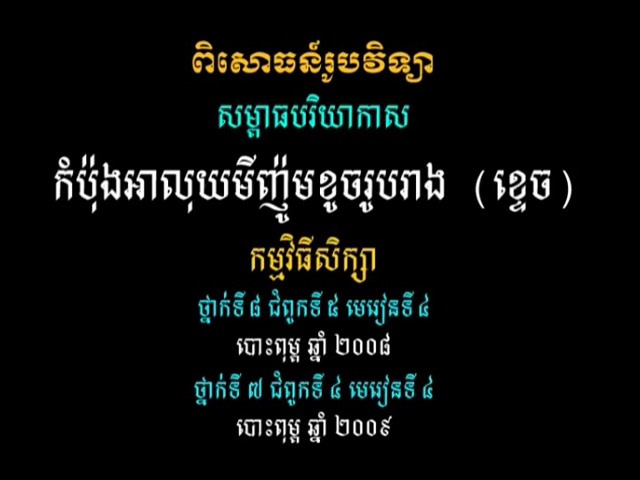 ពិសោធន៍រូបវិទ្យា
សម្ពាធបរិយាកាស
កំប៉ុងអាលុយមីញ៉ូមខូចរូបរាង (ខ្ទេច)
កម្មវិធីសិក្សា
ថ្នាក់ទី ៨ ជំពូកទី ៥ មេរៀនទី ៤
បោះពុម្ព ឆ្នាំ ២០០៨
ថ្នាក់ទី ៧ ជំពូកទី ៤ មេរៀនទី ៤
បោះពុម្ព ឆ្នាំ ២០០៩